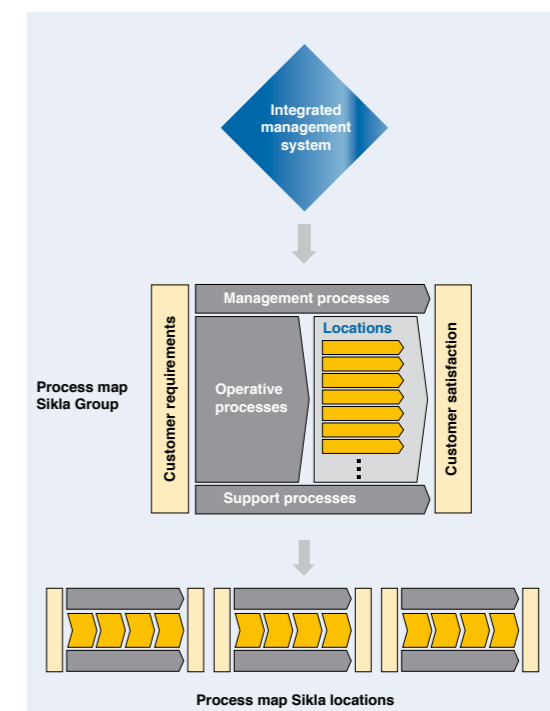 Integrated
management
system
Management processes
Customer requirements
Locations
Customer satisfaction
Process map
Sikla Group
Operative
processes
Support processes
Process map Sikla locations